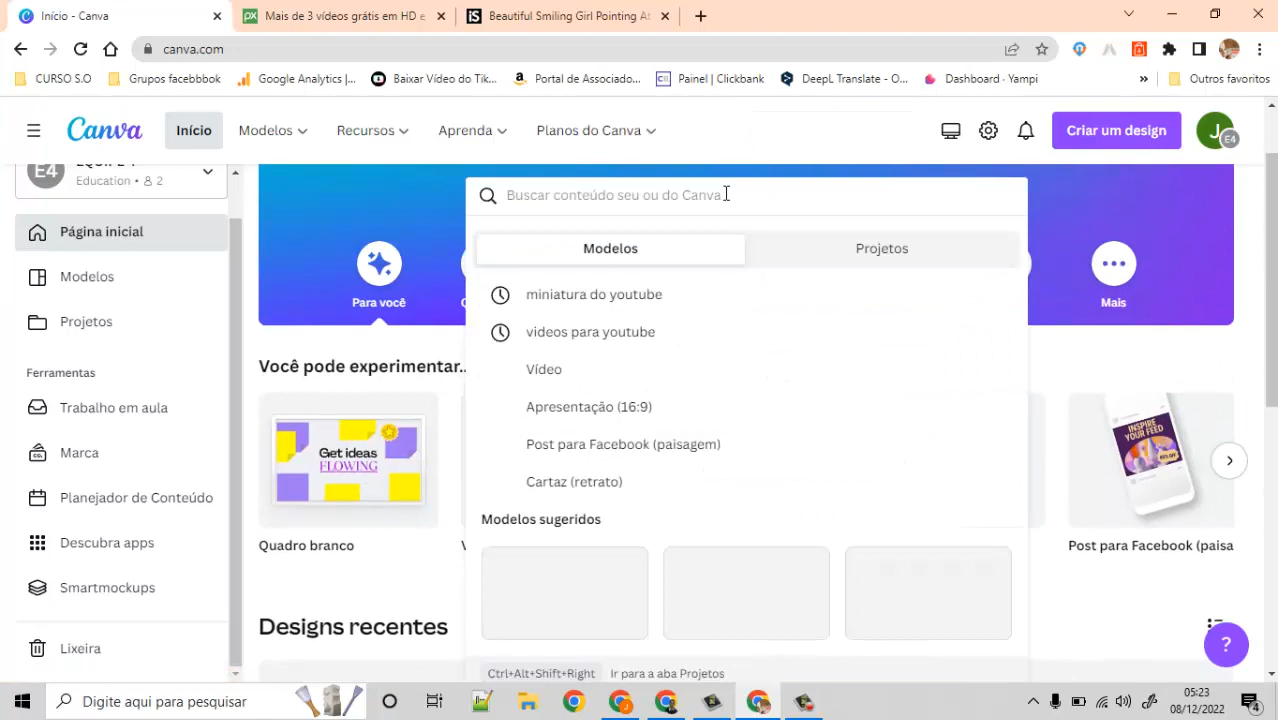 Início - Canva
Mais de 3 vídeos grátis em HD e
Beautiful Smiling Girl Pointing At
canva.com
CURSO S.O
Grupos facebbok
Google Analytics |...
Baixar Vídeo do Tik...
Portal de Associado...
Painel | Clickbank
DeepL Translate - O...
Dashboard · Yampi
»
Outros favoritos
Canva
Início
Modelos
Recursos
Aprenda
Planos do Canva
Criar um design
J
E4
E4
Education • 2
Buscar conteúdo seu ou do Canva
Página inicial
Modelos
Projetos
Modelos
Projetos
Para você
Mais
miniatura do youtube
videos para youtube
Vídeo
Apresentação (16:9)
Post para Facebook (paisagem)
Cartaz (retrato)
Você pode experimentar...
Ferramentas
Trabalho em aula
Marca
Planejador de Conteúdo
Descubra apps
Smartmockups
Lixeira
Get ideas
FLOWING
INSPIRE
YOUR FEED
Quadro branco
Post para Facebook (paisa
Modelos sugeridos
Designs recentes
?
Ctrl+Alt+Shift+Right Ir para a aba Projetos
Digite aqui para pesquisar
05:23
08/12/2022
4